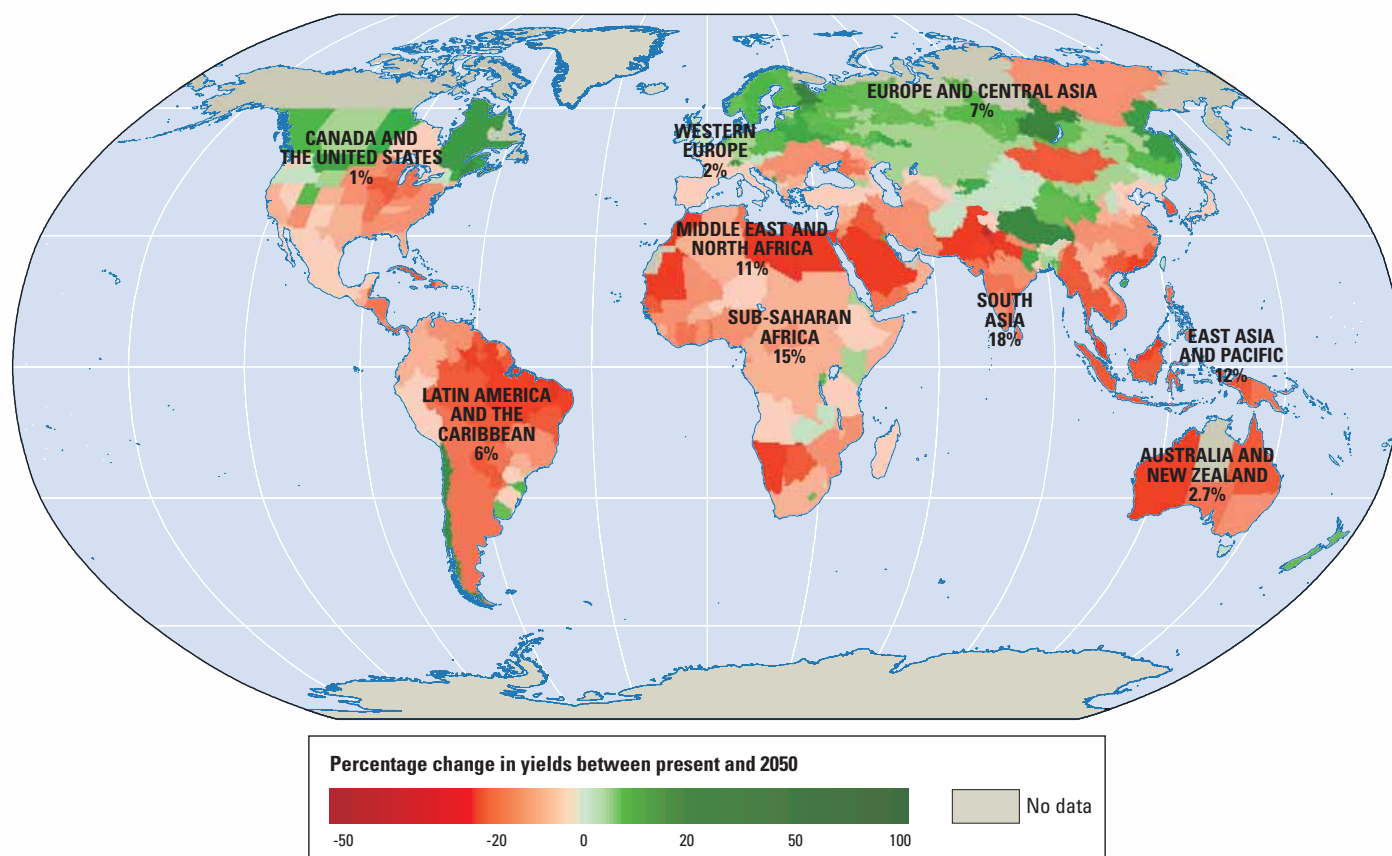 EUROPE AND CENTRAL ASIA
7%
WESTERN
EUROPE
2%
CANADA AND
THE UNITED STATES
1%
MIDDLE EAST AND
NORTH AFRICA
11%
SOUTH
ASIA
18%
SUB-SAHARAN
AFRICA
15%
EAST ASIA
AND PACIFIC
12%
LATIN AMERICA
AND THE
CARIBBEAN
6%
AUSTRALIA AND
NEW ZEALAND
2.7%
Percentage change in yields between present and 2050
No data
-50 -20 0 20 50 100